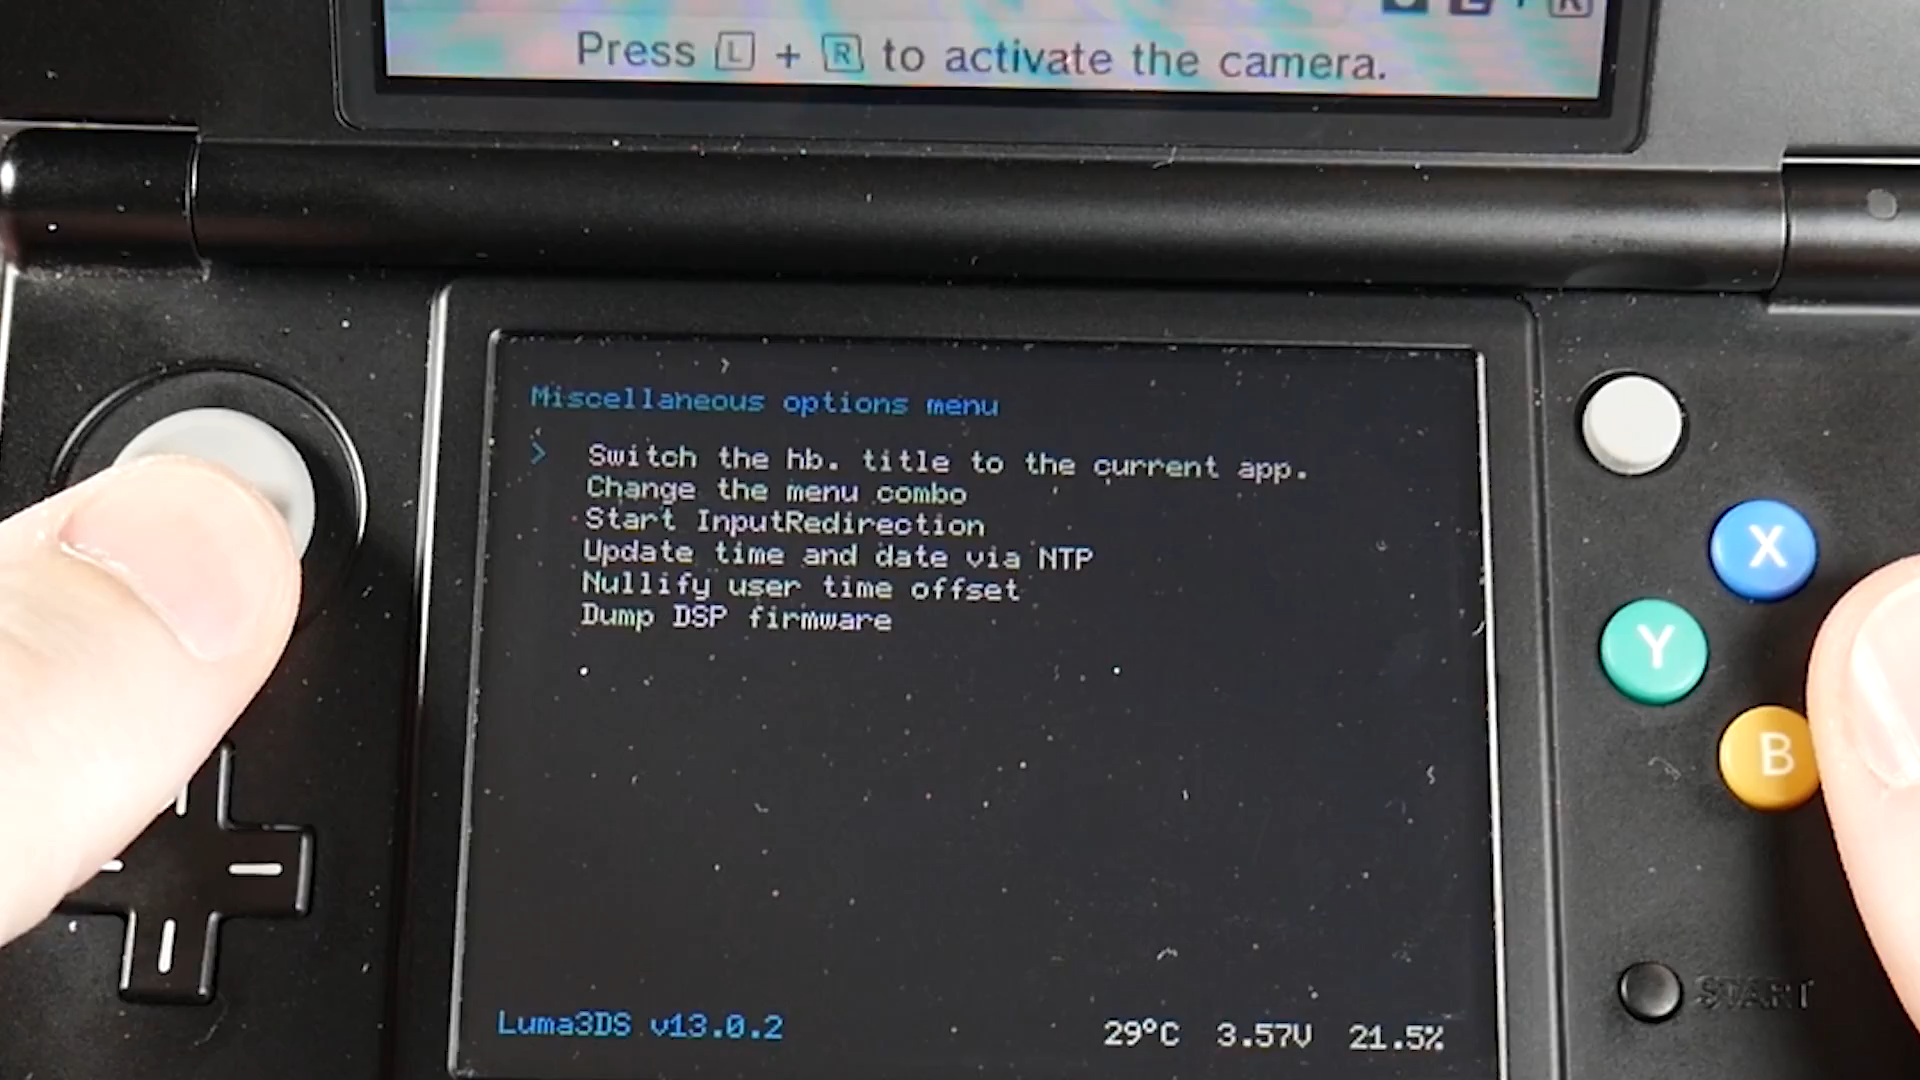 Press L + R to activate the camera.
Miscellaneous options menu
> Switch the hb. title to the current app.
Change the menu combo
Start InputRedirection
Update time and date via NTP
Nullify user time offset
Dump DSP firmware
X
Y
B
START
Luma3DS v13.0.2
29°C 3.57V 21.5%